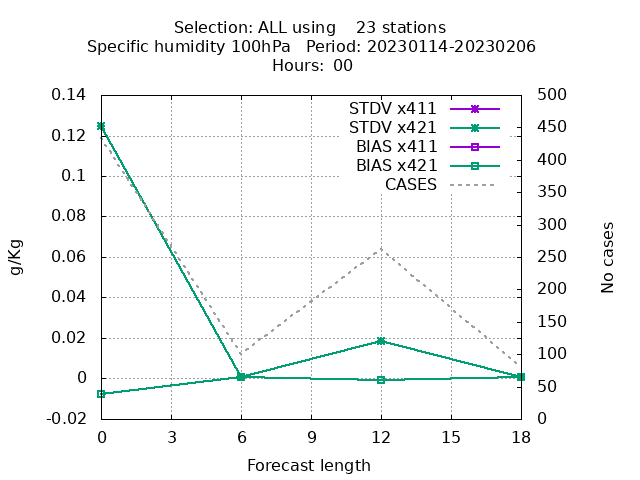 Selection: ALL using    23 stations
Specific humidity 100hPa   Period: 20230114-20230206
Hours:  00
STDV x411
STDV x421
BIAS x411
BIAS x421
CASES
0.14
0.12
0.1
0.08
0.06
0.04
0.02
0
-0.02
500
450
400
350
300
250
200
150
100
50
0
g/Kg
No cases
0 3 6 9 12 15 18
Forecast length